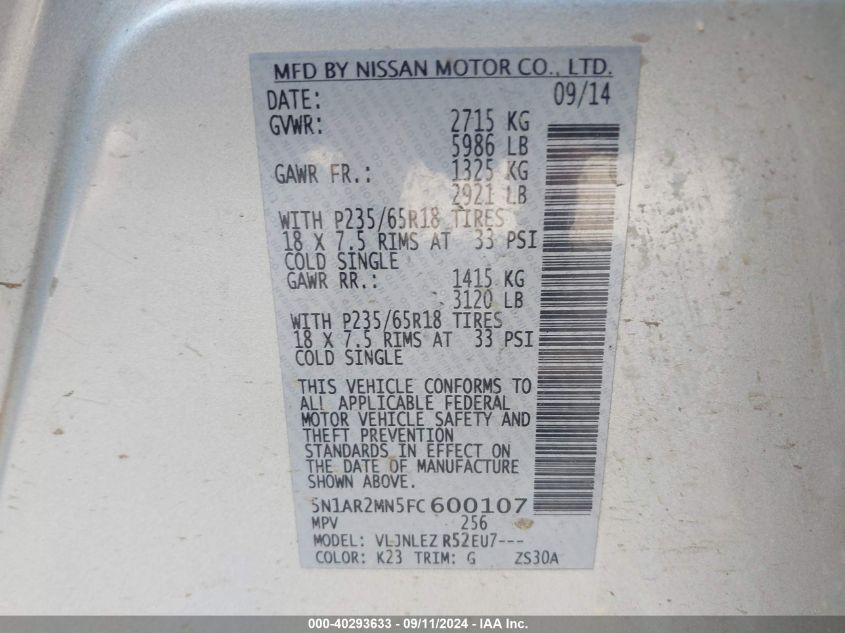 MFD BY NISSAN MOTOR CO., LTD.
DATE: 09/14
GVWR: 2715 KG
5986 LB
GAWR FR.: 1325 KG
2921 LB
WITH P235/65R18 TIRES
18 X 7.5 RIMS AT 33 PSI
COLD SINGLE
GAWR RR.: 1415 KG
3120 LB
WITH P235/65R18 TIRES
18 X 7.5 RIMS AT 33 PSI
COLD SINGLE
THIS VEHICLE CONFORMS TO
ALL APPLICABLE FEDERAL
MOTOR VEHICLE SAFETY AND
THEFT PREVENTION
STANDARDS IN EFFECT ON
THE DATE OF MANUFACTURE
SHOWN ABOVE.
5N1AR2MN5FC600107
MPV 256
MODEL: VLJNLEZ R52EU7---
COLOR: K23 TRIM: G ZS30A
000-40293633 - 09/11/2024 - IAA Inc.